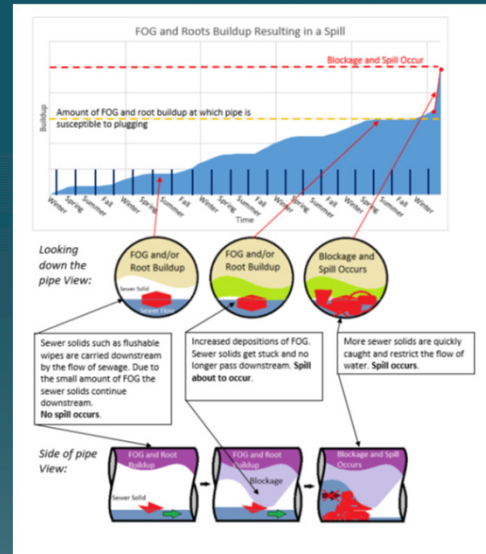 FOG and Roots Buildup Resulting in a Spill
Blockage and Spill Occur
Amount of FOG and root buildup at which pipe is
susceptible to plugging
Buildup
Winter
Spring
Summer
Fall
Winter
Spring
Summer
Fall
Winter
Spring
Summer
Fall
Winter
Spring
Summer
Fall
Winter
Time
Looking
down the
pipe View:
FOG and/or
Root Buildup
Sewer Solid
Sewer Flow
FOG and/or
Root Buildup
Blockage and
Spill Occurs
Sewer solids such as flushable
wipes are carried downstream
by the flow of sewage. Due to
the small amount of FOG the
sewer solids continue
downstream.
No spill occurs.
Increased depositions of FOG.
Sewer solids get stuck and no
longer pass downstream. Spill
about to occur.
More sewer solids are quickly
caught and restrict the flow of
water. Spill occurs.
Side of pipe
View:
FOG and Root
Buildup
Sewer Solid
FOG and Root
Buildup
Blockage
Blockage and Spill
Occurs